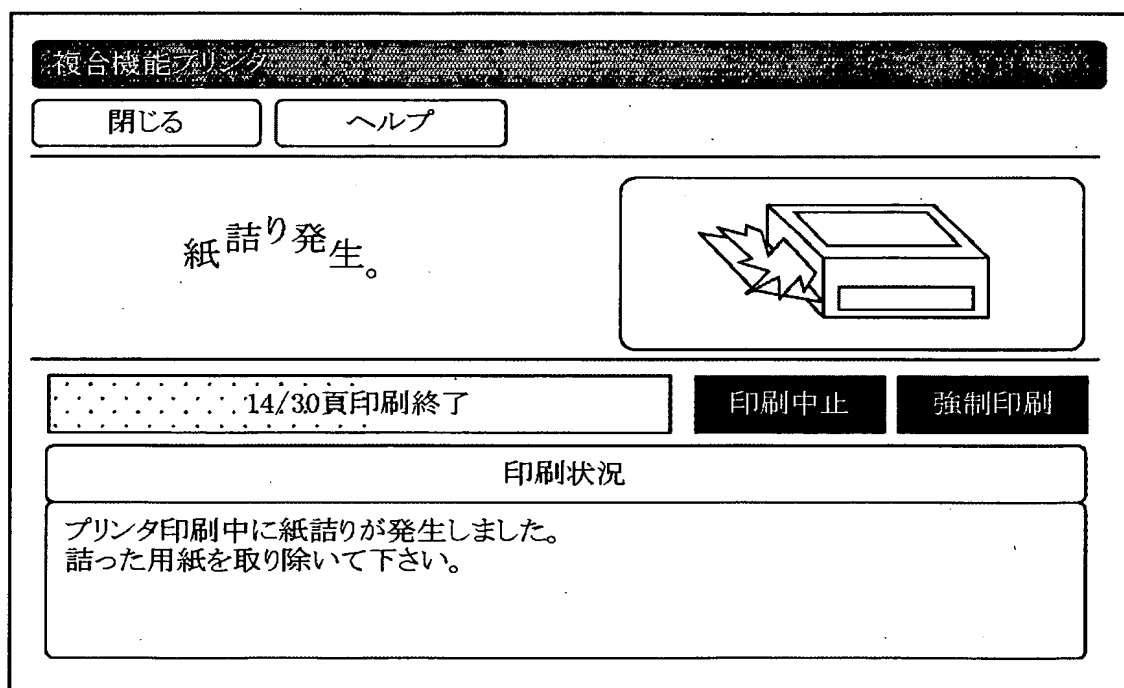 複合機能プリンタ
閉じる
ヘルプ
紙詰り発生。
14/30頁印刷終了
印刷中止
強制印刷
印刷状況
プリンタ印刷中に紙詰りが発生しました。
詰った用紙を取り除いて下さい。